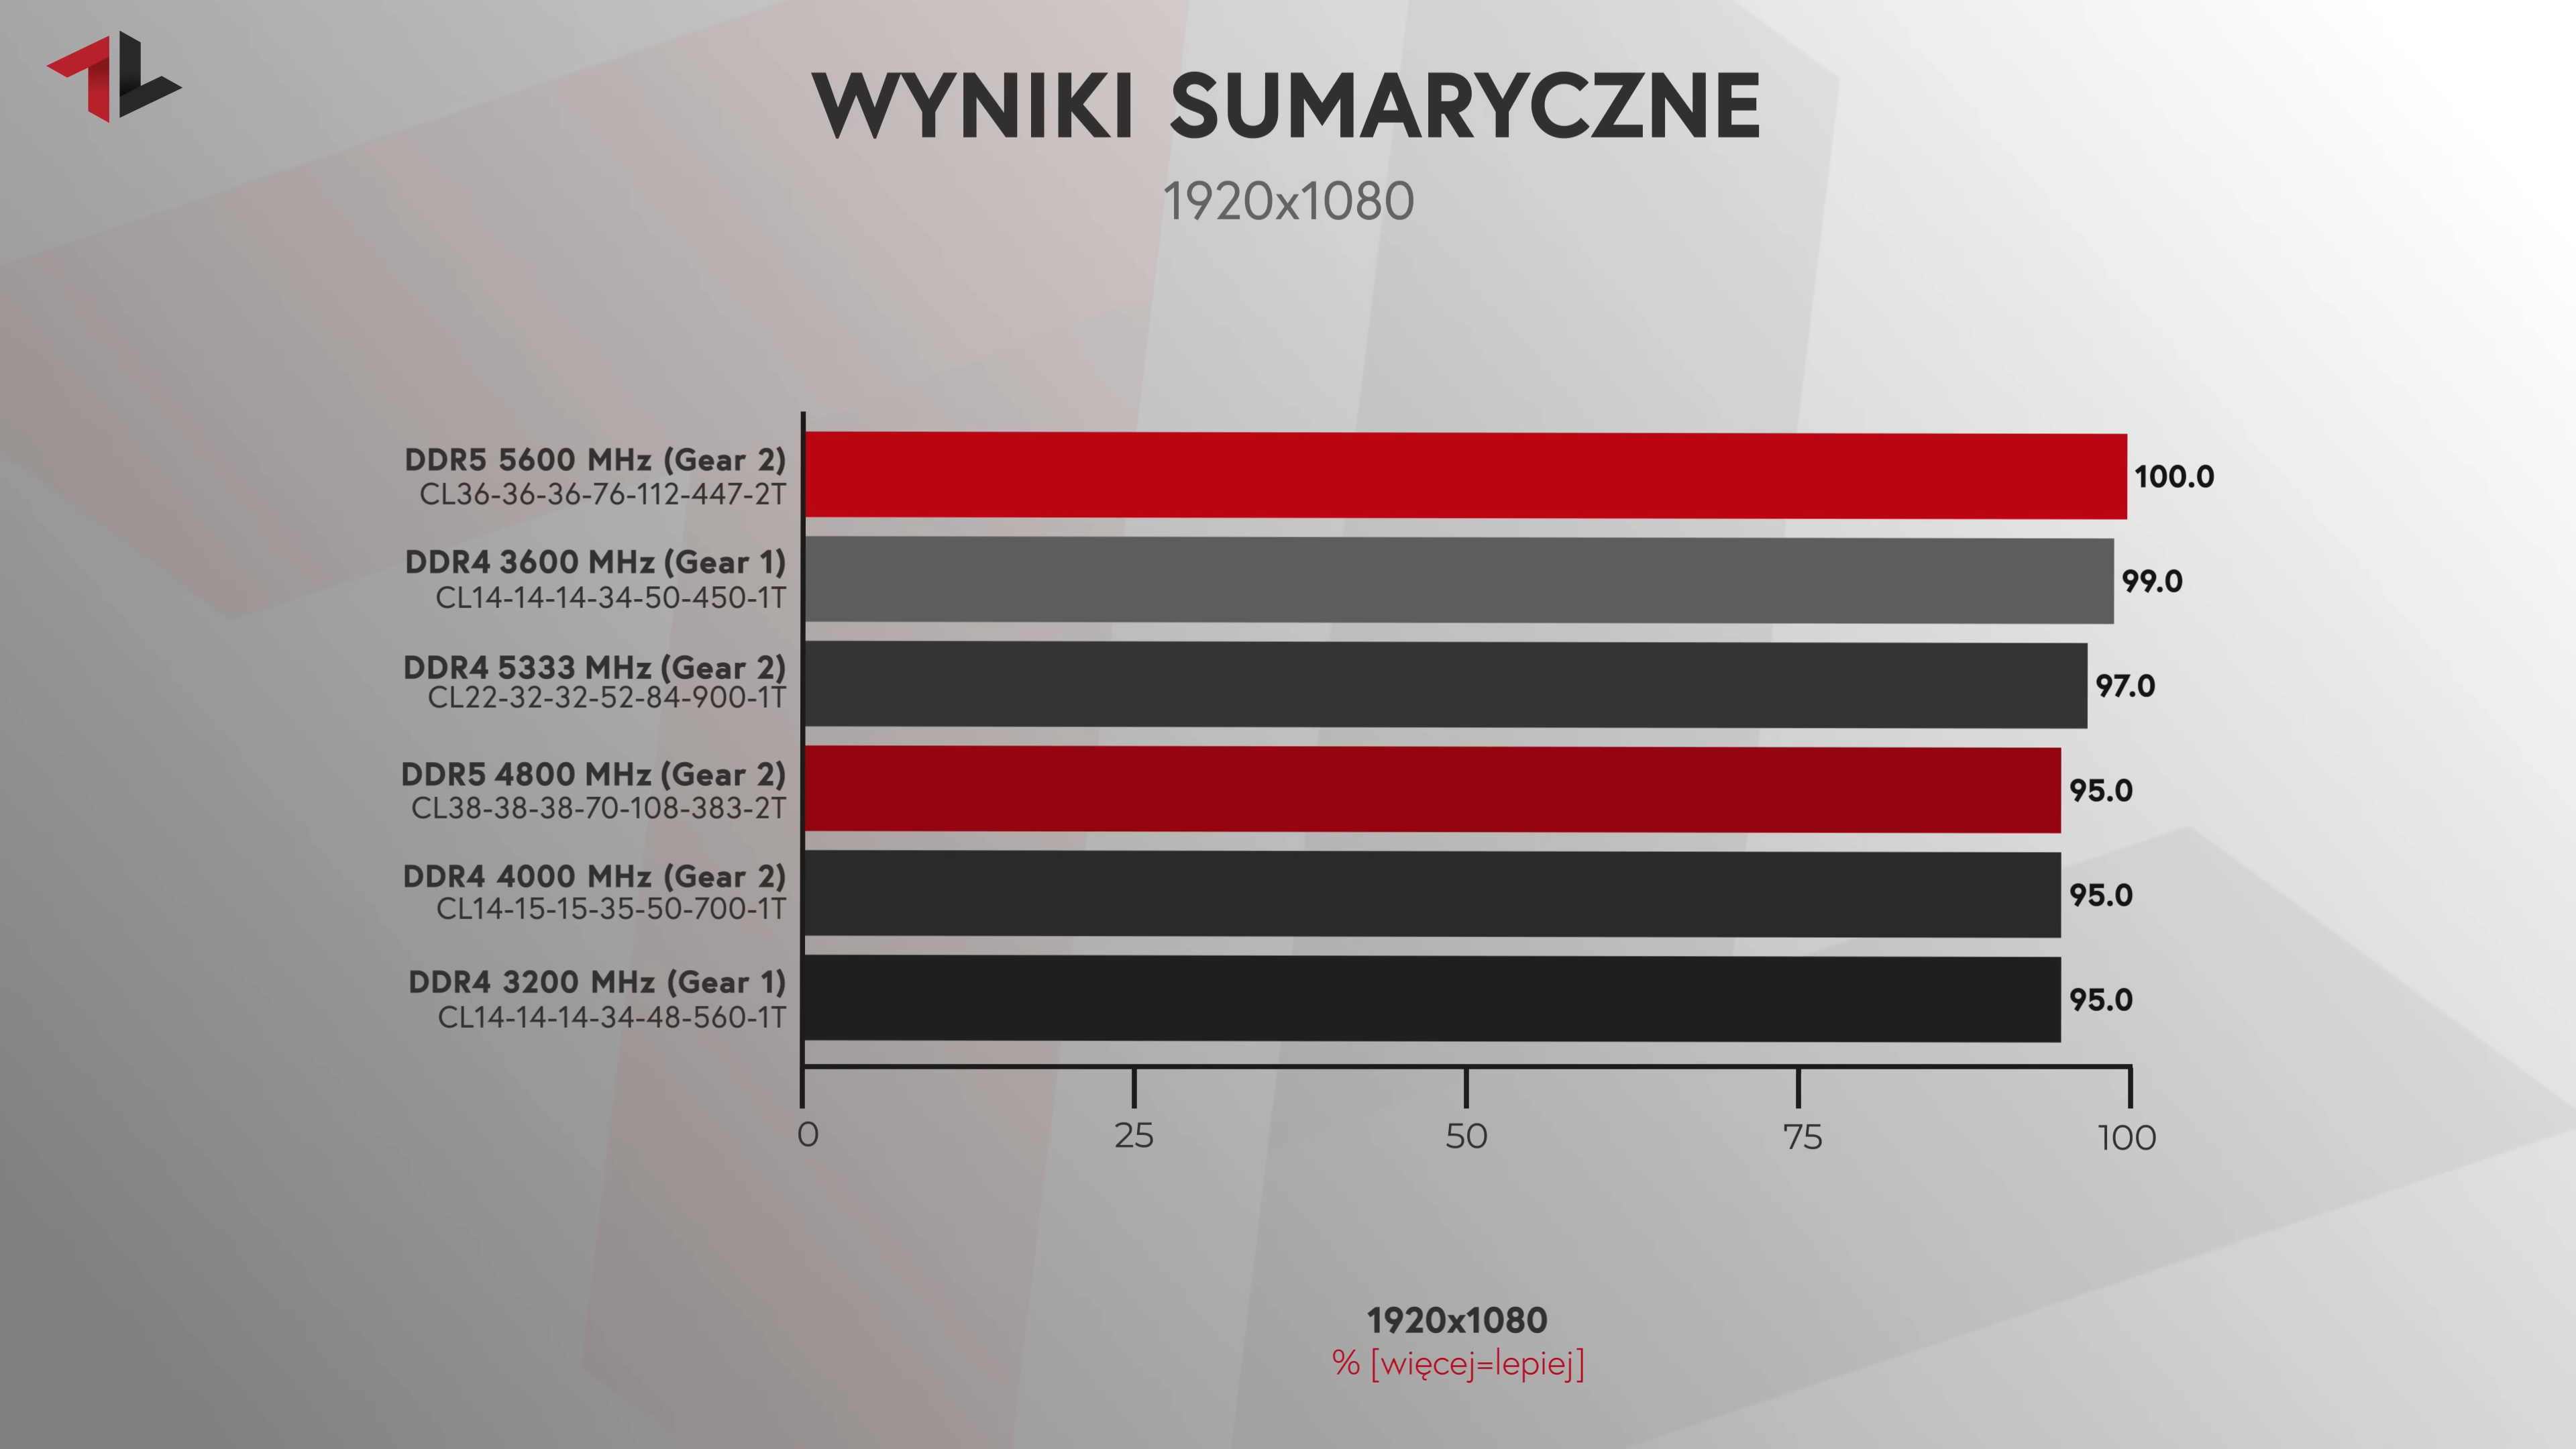 WYNIKI SUMARYCZNE
1920x1080
DDR5 5600 MHz (Gear 2)
CL36-36-36-76-112-447-2T
100.0
DDR4 3600 MHz (Gear 1)
CL14-14-14-34-50-450-1T
99.0
DDR4 5333 MHz (Gear 2)
CL22-32-32-52-84-900-1T
97.0
DDR5 4800 MHz (Gear 2)
CL38-38-38-70-108-383-2T
95.0
DDR4 4000 MHz (Gear 2)
CL14-15-15-35-50-700-1T
95.0
DDR4 3200 MHz (Gear 1)
CL14-14-14-34-48-560-1T
95.0
0 25 50 75 100
1920x1080
% [więcej=lepiej]